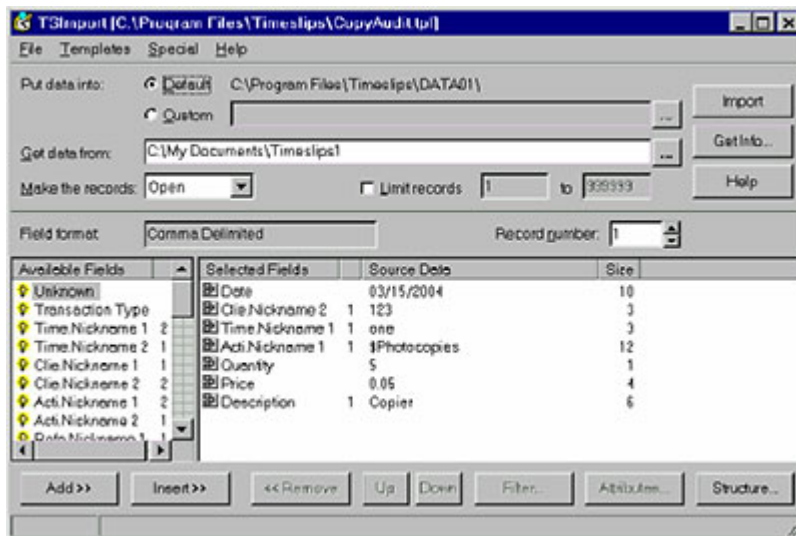 TSImport [C:\Program Files\Timeslips\CopyAudit.tpl]
File Templates Special Help
Put data into: Default C:\Program Files\Timeslips\DATA01\
Import
Custom ...
Get data from: C:\My Documents\Timeslips1 ...
Get Info...
Make the records: Open Limit records 1 to 999999
Help
Field format: Comma Delimited Record number: 1
Available Fields Selected Fields Source Data Size
Unknown Date 03/15/2004 10
Transaction Type Clie.Nickname 2 1 123 3
Time.Nickname 1 2 Time.Nickname 1 1 one 3
Time.Nickname 2 1 Acti.Nickname 1 1 $Photocopies 12
Clie.Nickname 1 1 Quantity 5 1
Clie.Nickname 2 2 Price 0.05 4
Acti.Nickname 1 2 Description 1 Copier 6
Acti.Nickname 2 1
Refe.Nickname 1 1
Add >> Insert >> << Remove Up Down Filter... Attributes... Structure...